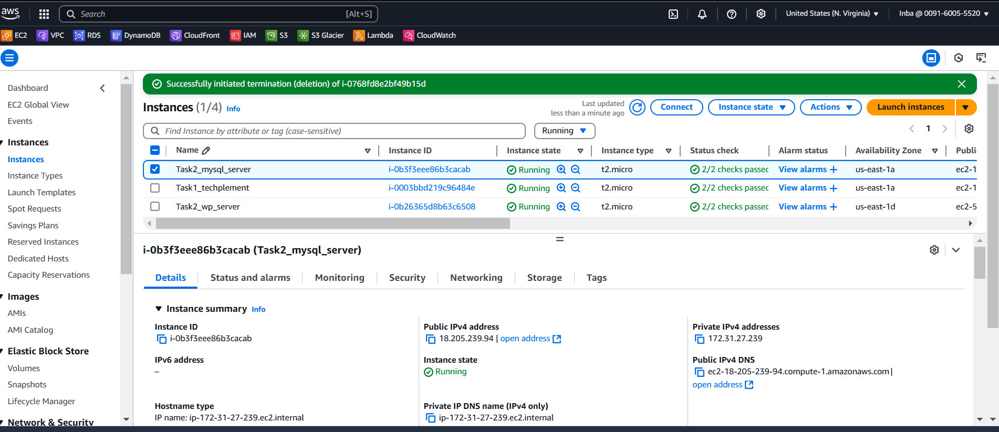 aws
Search [Alt+S]
United States (N. Virginia)
Inba @ 0091-6005-5520
EC2 VPC RDS DynamoDB CloudFront IAM S3 S3 Glacier Lambda CloudWatch
Dashboard
EC2 Global View
Events
Instances
Instances
Instance Types
Launch Templates
Spot Requests
Savings Plans
Reserved Instances
Dedicated Hosts
Capacity Reservations
Images
AMIs
AMI Catalog
Elastic Block Store
Volumes
Snapshots
Lifecycle Manager
Network & Security
Successfully initiated termination (deletion) of i-0768fd8e2bf49b15d
Instances (1/4) Info
Last updated
less than a minute ago
Connect
Instance state
Actions
Launch instances
Find Instance by attribute or tag (case-sensitive)
Running
1
Name Instance ID Instance state Instance type Status check Alarm status Availability Zone Publi
Task2_mysql_server i-0b3f3eee86b3cacab Running t2.micro 2/2 checks passec View alarms + us-east-1a ec2-1
Task1_techplement i-0003bbd219c96484e Running t2.micro 2/2 checks passec View alarms + us-east-1a ec2-1
Task2_wp_server i-0b26365d8b63c6508 Running t2.micro 2/2 checks passec View alarms + us-east-1d ec2-5
i-0b3f3eee86b3cacab (Task2_mysql_server)
Details Status and alarms Monitoring Security Networking Storage Tags
Instance summary Info
Instance ID
i-0b3f3eee86b3cacab
Public IPv4 address
18.205.239.94 | open address
Private IPv4 addresses
172.31.27.239
IPv6 address
–
Instance state
Running
Public IPv4 DNS
ec2-18-205-239-94.compute-1.amazonaws.com |
open address
Hostname type
IP name: ip-172-31-27-239.ec2.internal
Private IP DNS name (IPv4 only)
ip-172-31-27-239.ec2.internal